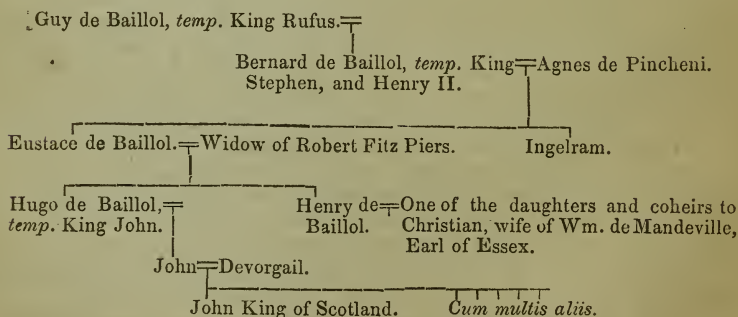 Guy de Baillol, temp. King Rufus.
Bernard de Baillol, temp. King Agnes de Pincheni.
Stephen, and Henry II.
Eustace de Baillol. Widow of Robert Fitz Piers. Ingelram.
Hugo de Baillol, Henry de One of the daughters and coheirs to
temp. King John. Baillol. Christian, wife of Wm. de Mandeville,
Earl of Essex.
John Devorgail.
John King of Scotland. Cum multis aliis.